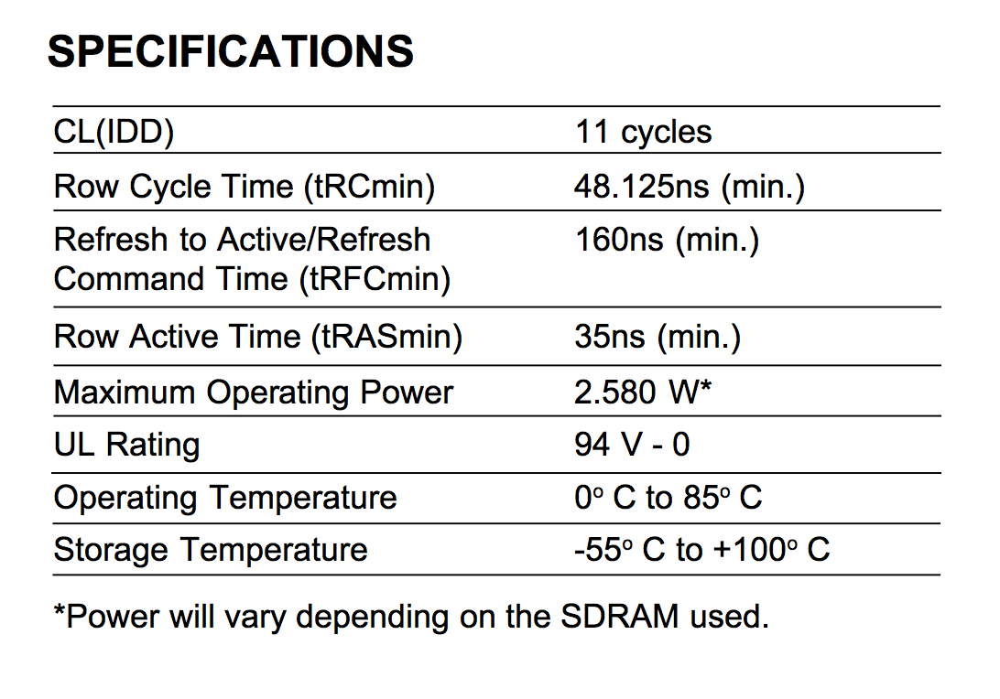 SPECIFICATIONS
CL(IDD) 11 cycles
Row Cycle Time (tRCmin) 48.125ns (min.)
Refresh to Active/Refresh 160ns (min.)
Command Time (tRFCmin)
Row Active Time (tRASmin) 35ns (min.)
Maximum Operating Power 2.580 W*
UL Rating 94 V - 0
Operating Temperature 0º C to 85º C
Storage Temperature -55º C to +100º C
*Power will vary depending on the SDRAM used.